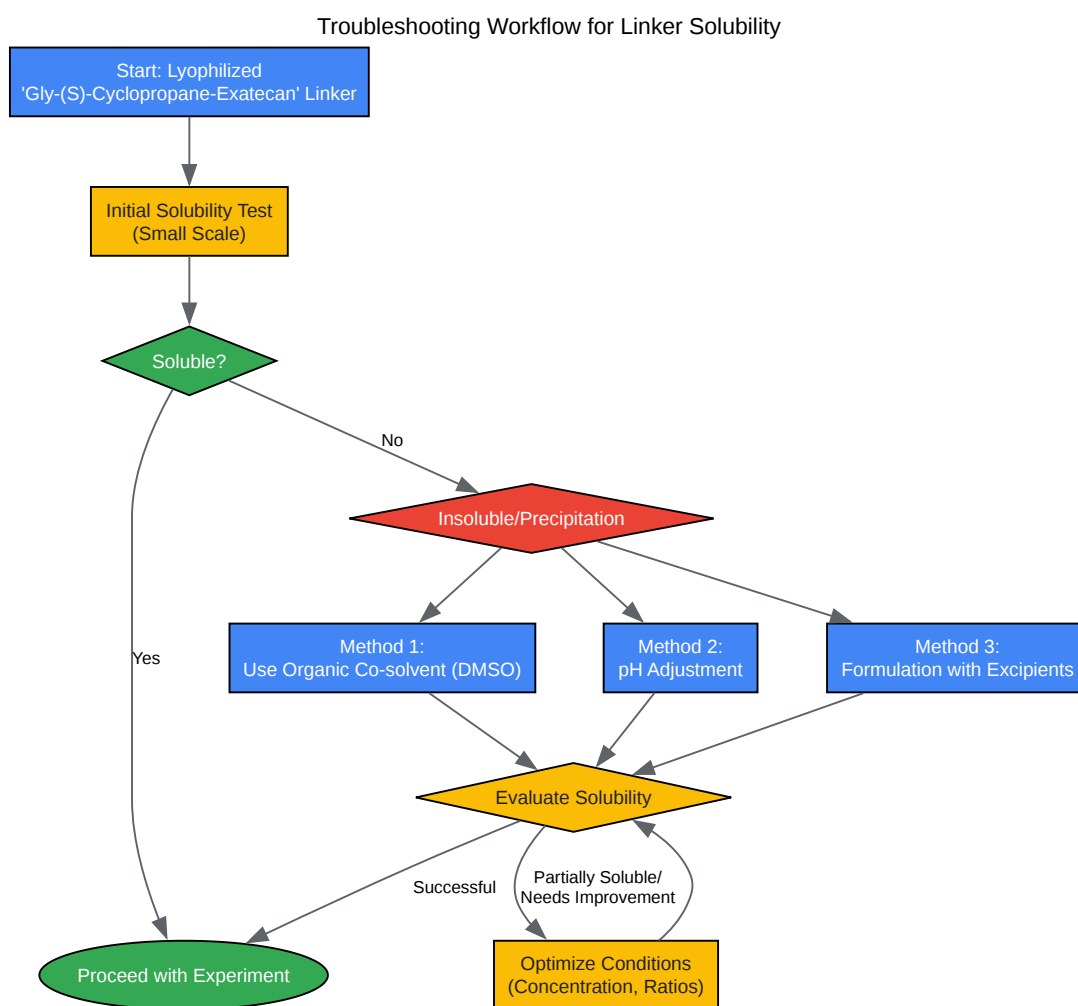 Troubleshooting Workflow for Linker Solubility
Start: Lyophilized
'Gly-(S)-Cyclopropane-Exatecan' Linker
Initial Solubility Test
(Small Scale)
Soluble?
No
Insoluble/Precipitation
Method 1:
Use Organic Co-solvent (DMSO)
Method 2:
pH Adjustment
Method 3:
Formulation with Excipients
Yes
Evaluate Solubility
Successful
Partially Soluble/
Needs Improvement
Proceed with Experiment
Optimize Conditions
(Concentration, Ratios)